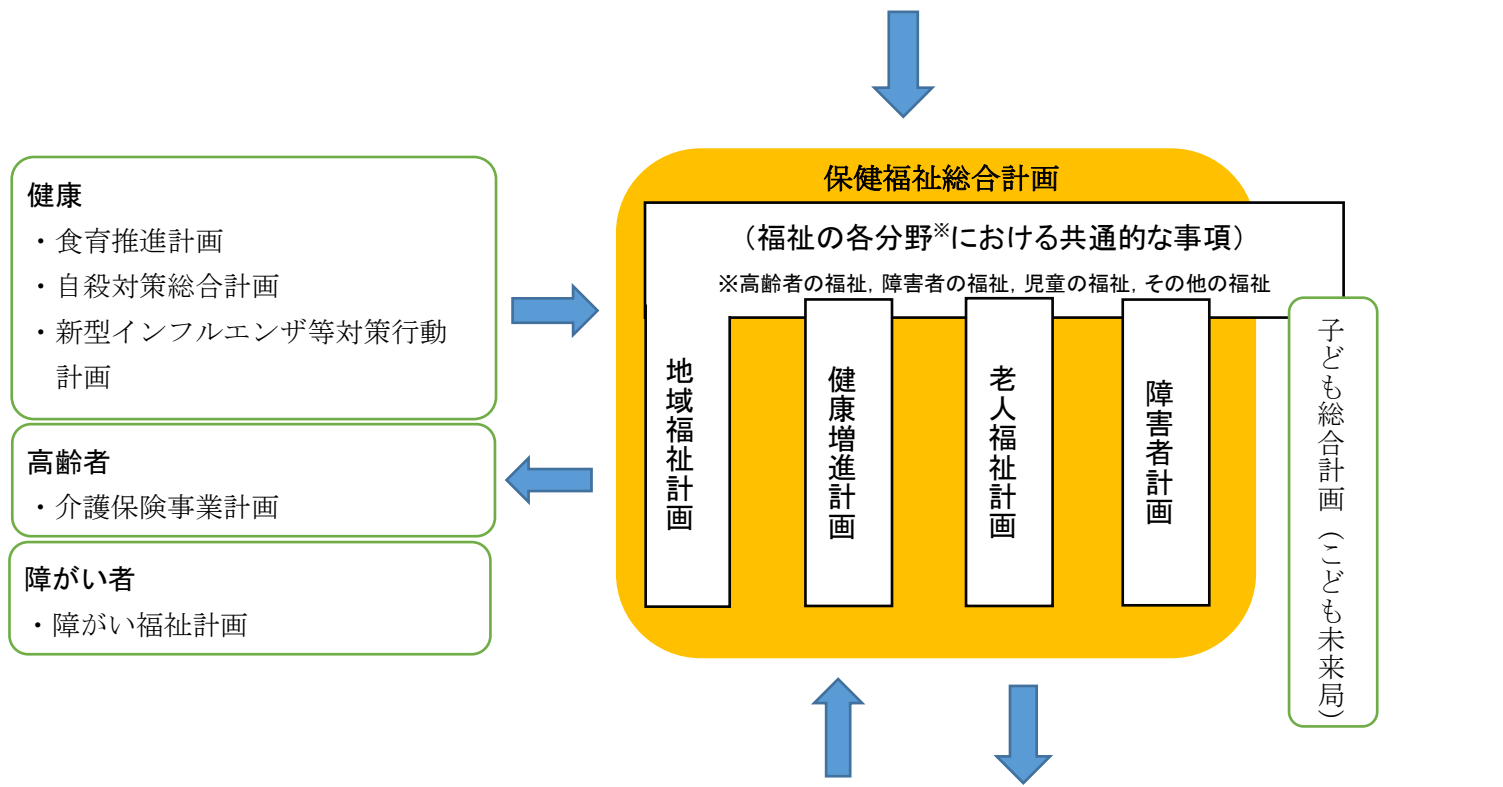 健康
・食育推進計画
・自殺対策総合計画
・新型インフルエンザ等対策行動
計画
高齢者
・介護保険事業計画
障がい者
・障がい福祉計画
保健福祉総合計画
（福祉の各分野※における共通的な事項）
※高齢者の福祉，障害者の福祉，児童の福祉，その他の福祉
地域福祉計画
健康増進計画
老人福祉計画
障害者計画
子ども総合計画（こども未来局）